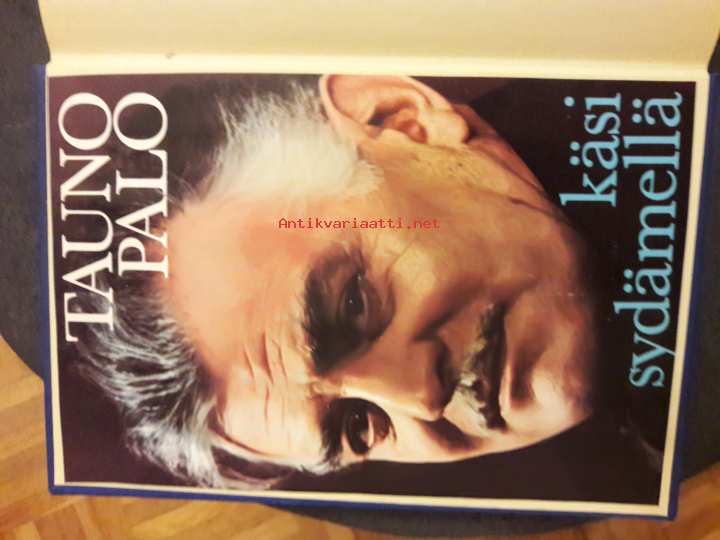 TAUNO
PALO
käsi
sydämellä
Antikvariaatti.net